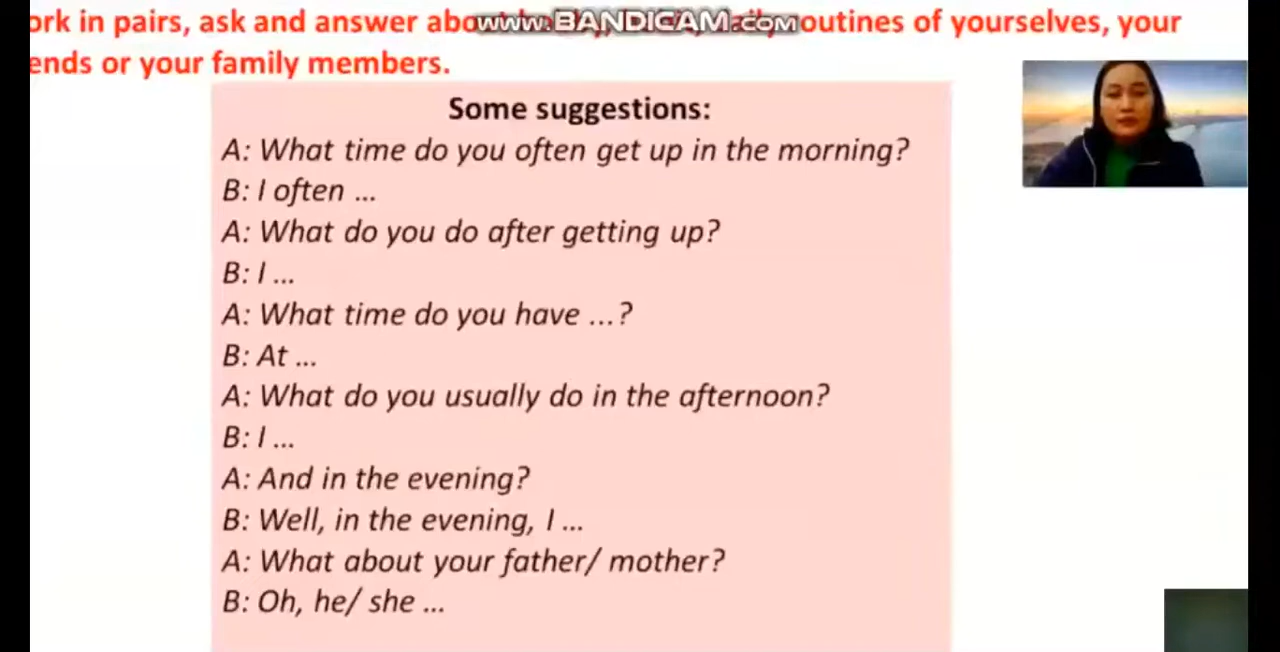 ork in pairs, ask and answer abo www.BANDICAM.com outines of yourselves, your
ends or your family members.
Some suggestions:
A: What time do you often get up in the morning?
B: I often ...
A: What do you do after getting up?
B: I ...
A: What time do you have ...?
B: At ...
A: What do you usually do in the afternoon?
B: I ...
A: And in the evening?
B: Well, in the evening, I ...
A: What about your father/ mother?
B: Oh, he/ she ...